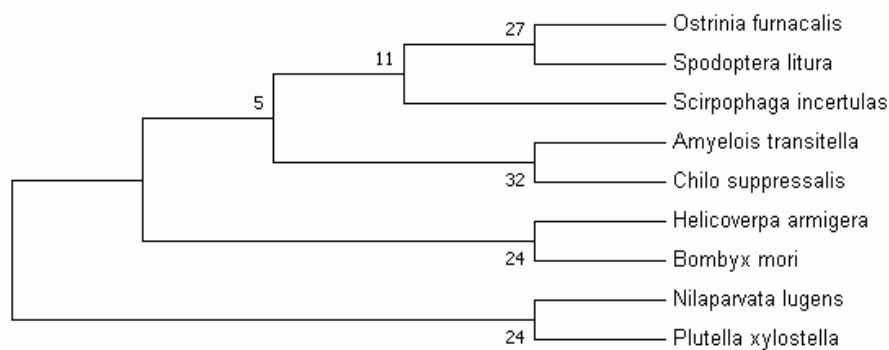 27
Ostrinia furnacalis
11
Spodoptera litura
5
Scirpophaga incertulas
Amyelois transitella
32
Chilo suppressalis
Helicoverpa armigera
24
Bombyx mori
Nilaparvata lugens
24
Plutella xylostella